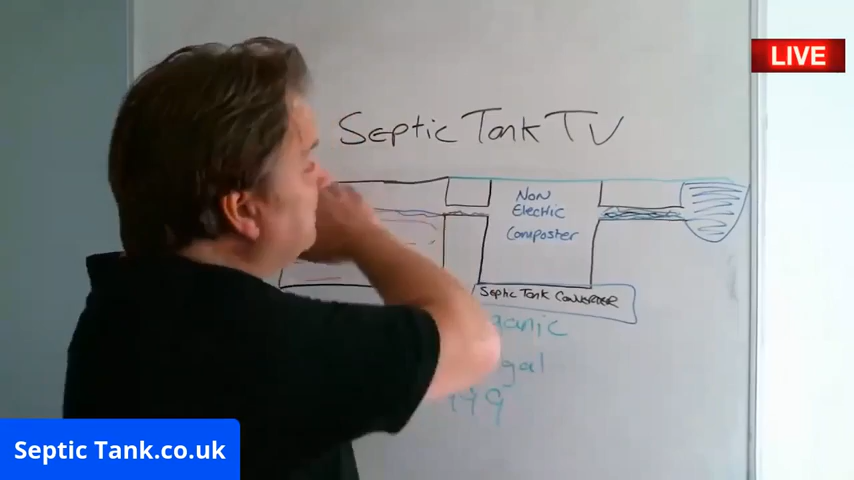 LIVE
Septic Tank TV
Non
Electric
Composter
Septic Tank Converter
Septic Tank.co.uk